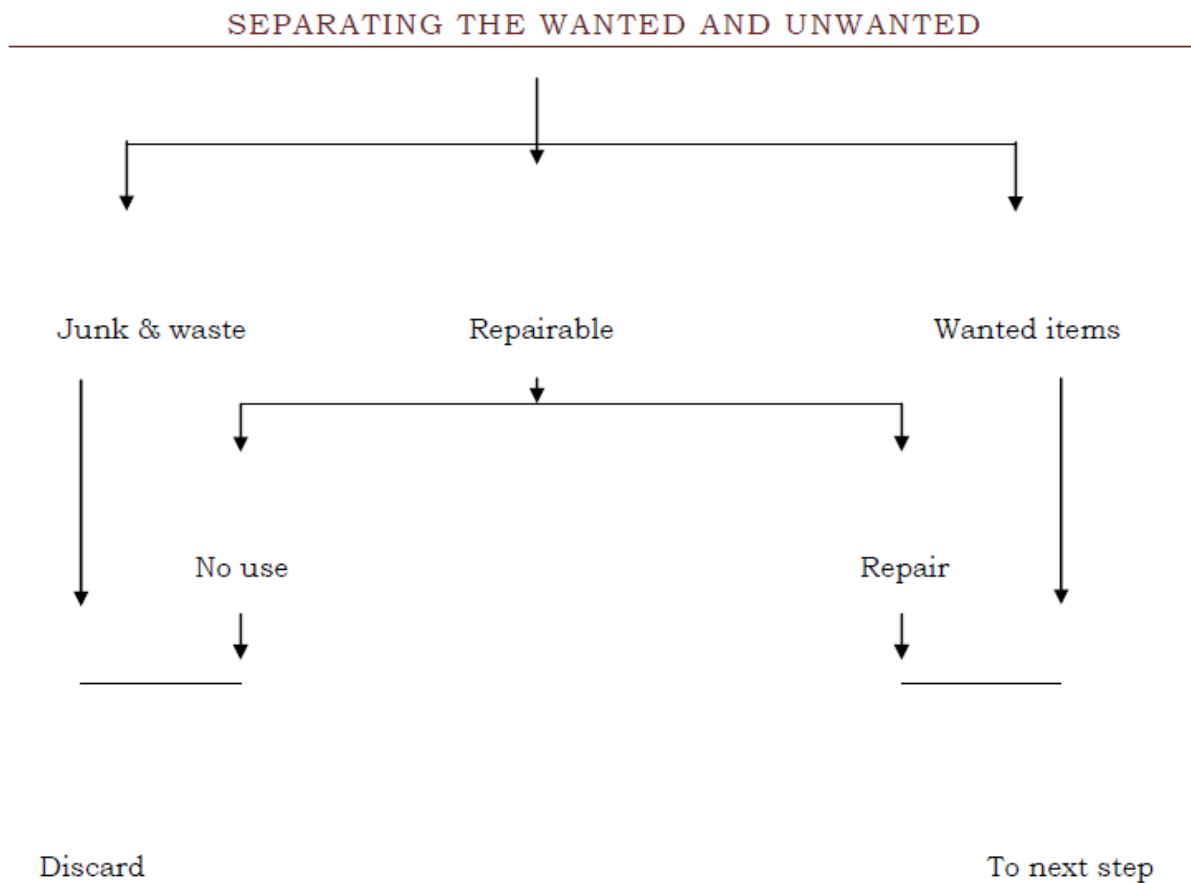 SEPARATING THE WANTED AND UNWANTED
Junk & waste
Repairable
Wanted items
No use
Repair
Discard
To next step